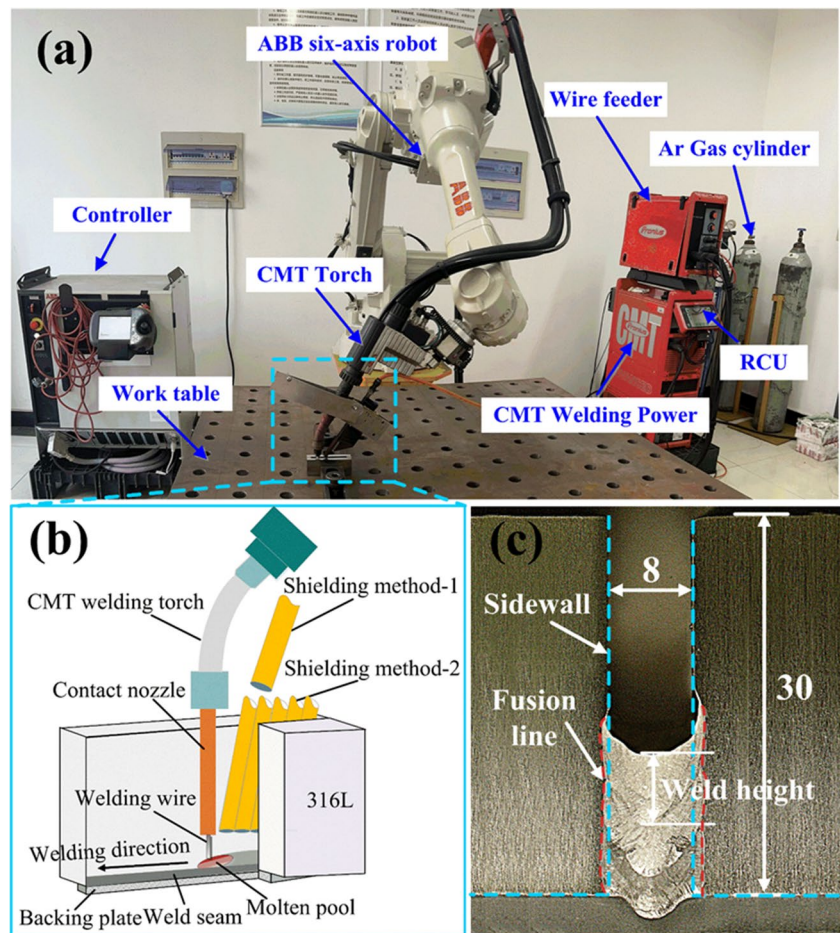 (a)
ABB six-axis robot
Wire feeder
Ar Gas cylinder
Controller
ABB
Fronius
CMT Torch
CMT
Fronius
RCU
Work table
CMT Welding Power
(b)
Shielding method-1
CMT welding torch
Shielding method-2
Contact nozzle
316L
Welding wire
Welding direction
Backing plate
Weld seam
Molten pool
(c)
8
Sidewall
30
Fusion
line
Weld height